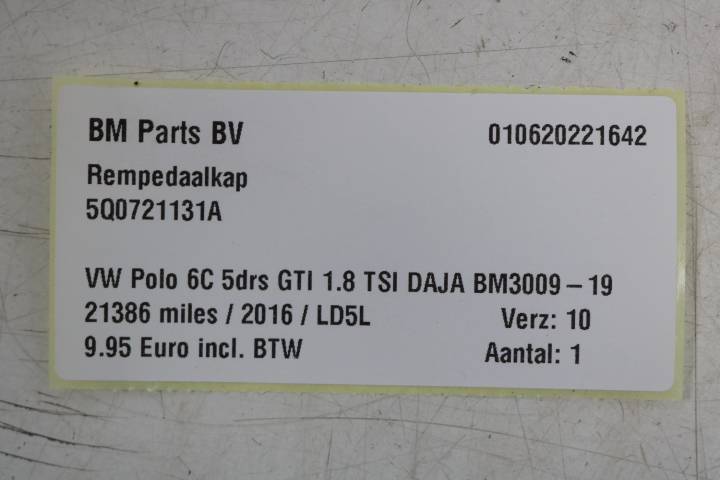 BM Parts BV 010620221642
Rempedaalkap
5Q0721131A
VW Polo 6C 5drs GTI 1.8 TSI DAJA BM3009 – 19
21386 miles / 2016 / LD5L Verz: 10
9.95 Euro incl. BTW Aantal: 1